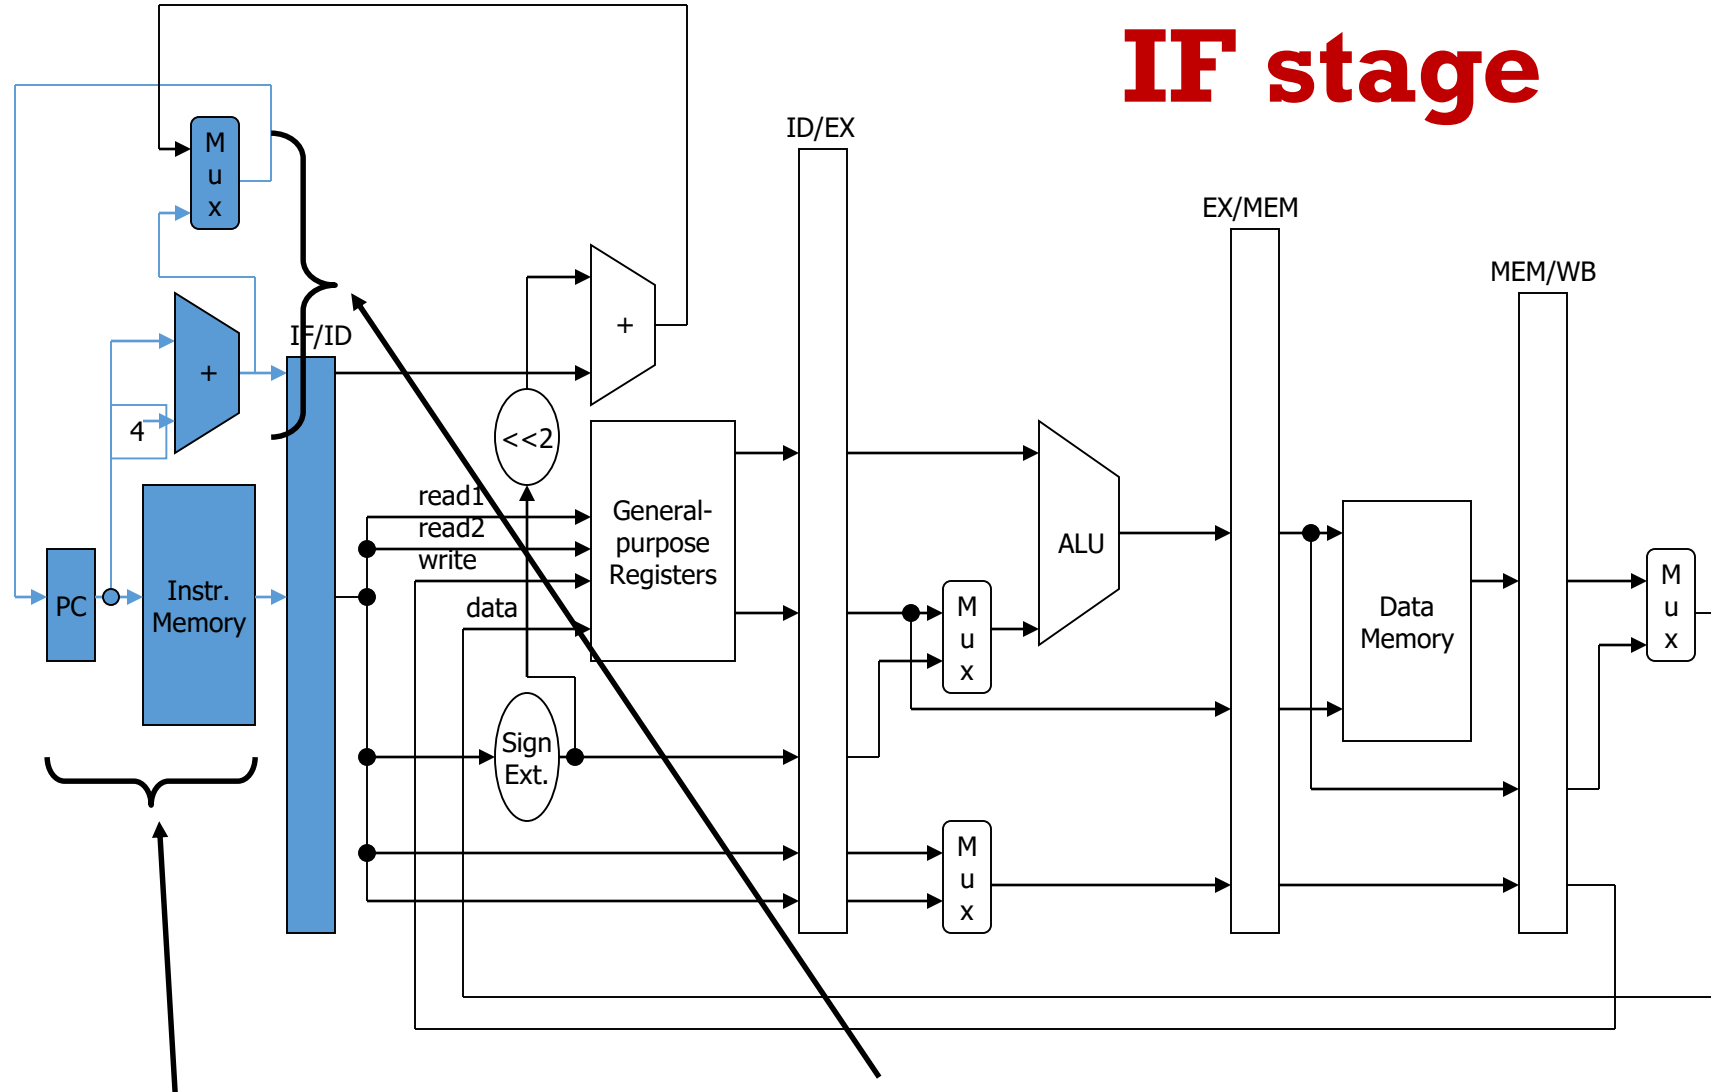 IF stage
M
u
x
ID/EX
EX/MEM
MEM/WB
IF/ID
+
+
4
<<2
read1
read2
write
data
General-
purpose
Registers
ALU
PC
Instr.
Memory
M
u
x
Data
Memory
M
u
x
Sign
Ext.
M
u
x